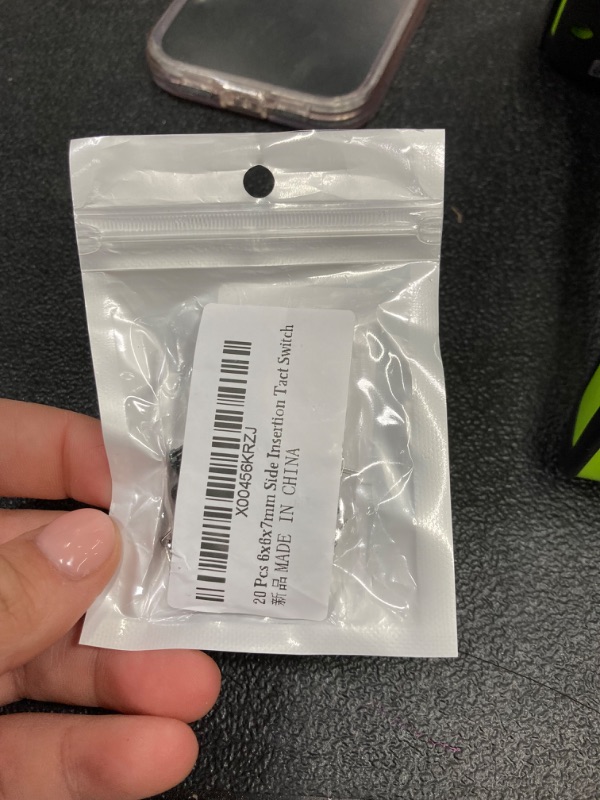 X00456KRZJ
20 Pcs 6x6x7mm Side Insertion Tact Switch
新品 MADE IN CHINA